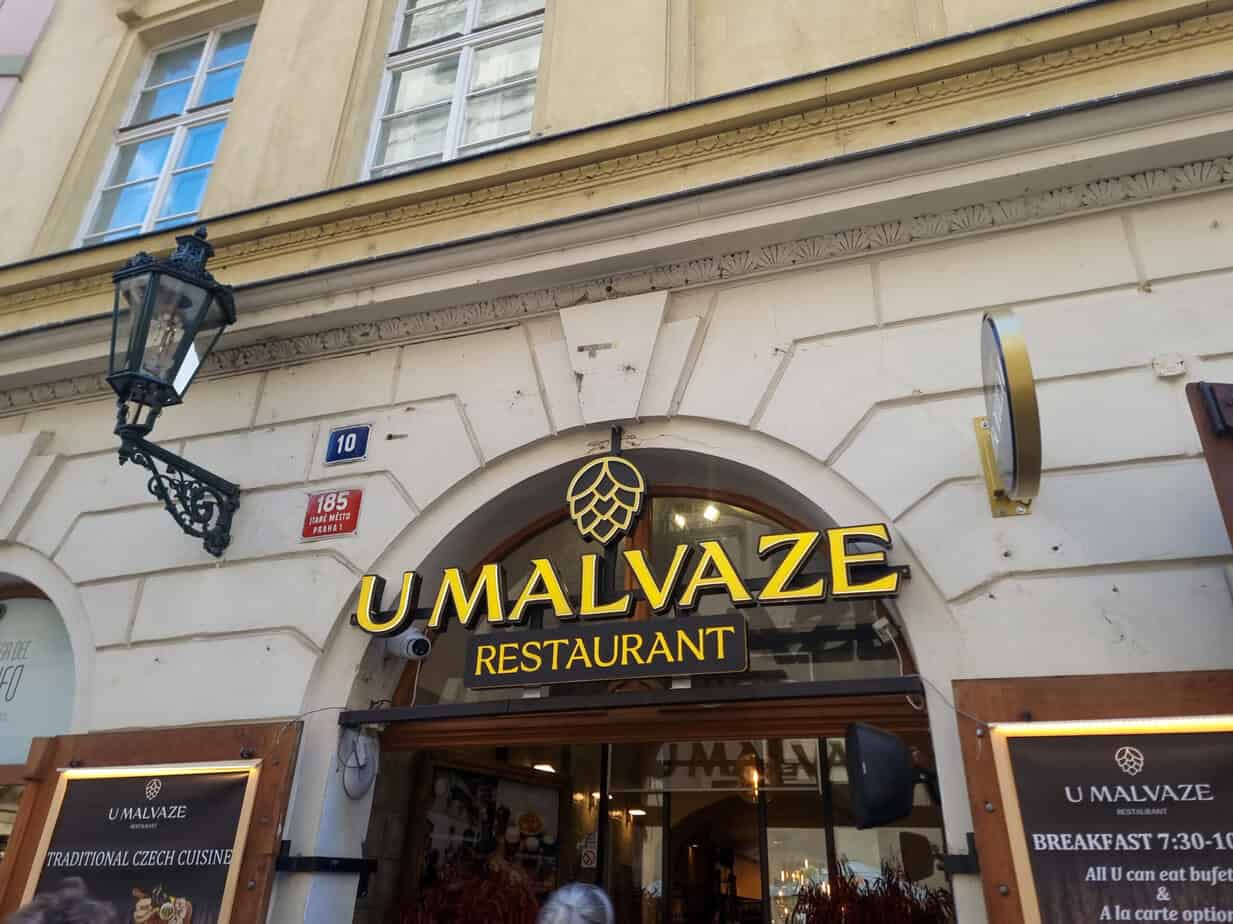 10
185
STARÉ MĚSTO
PRAHA 1
U MALVAZE
RESTAURANT
U MALVAZE
RESTAURANT
TRADITIONAL CZECH CUISINE
U MALVAZE
RESTAURANT
BREAKFAST 7:30-10
All U can eat bufet
&
A la carte option